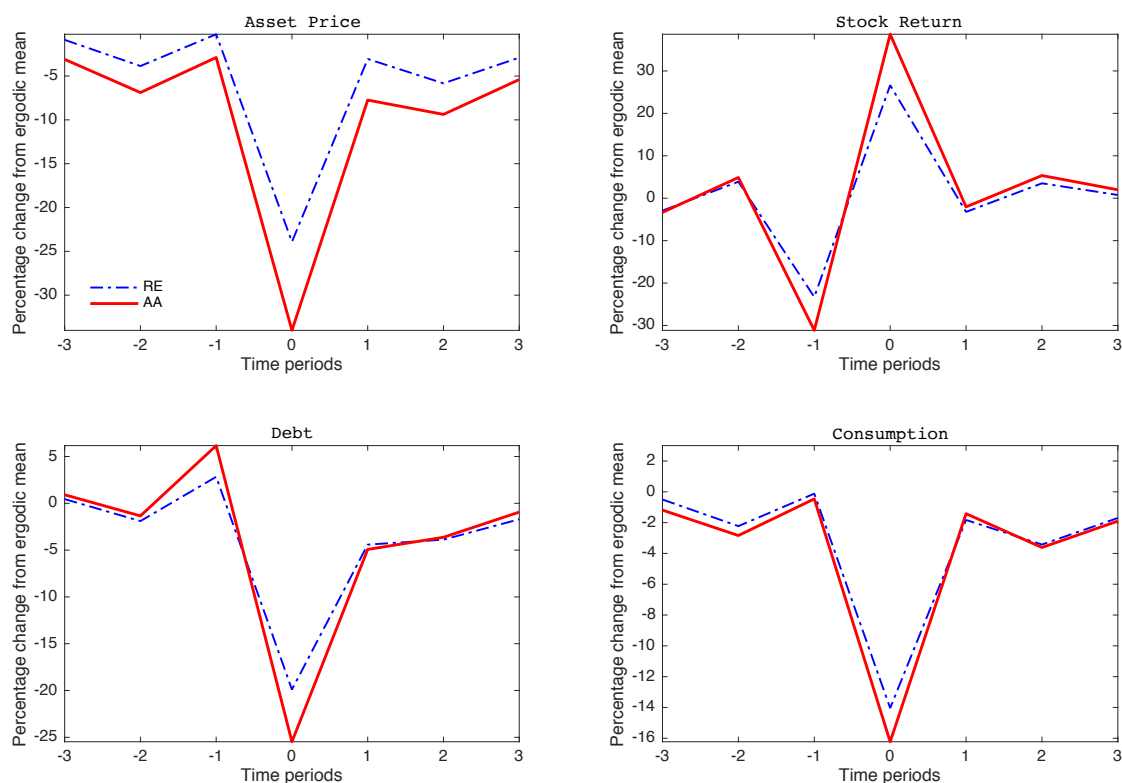 Asset Price
Percentage change from ergodic mean
-5
-10
-15
-20
-25
-30
RE
AA
-3 -2 -1 0 1 2 3
Time periods
Stock Return
Percentage change from ergodic mean
30
20
10
0
-10
-20
-30
-3 -2 -1 0 1 2 3
Time periods
Debt
Percentage change from ergodic mean
5
0
-5
-10
-15
-20
-25
-3 -2 -1 0 1 2 3
Time periods
Consumption
Percentage change from ergodic mean
2
0
-2
-4
-6
-8
-10
-12
-14
-16
-3 -2 -1 0 1 2 3
Time periods